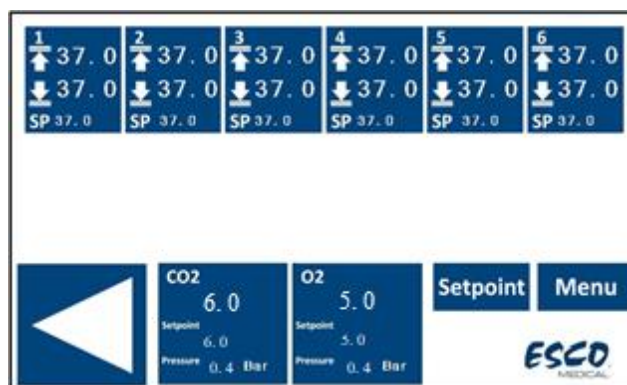 1 2 3 4 5 6
37.0 37.0 37.0 37.0 37.0 37.0
37.0 37.0 37.0 37.0 37.0 37.0
SP 37.0 SP 37.0 SP 37.0 SP 37.0 SP 37.0 SP 37.0
CO2
6.0
Setpoint
6.0
Pressure 0.4 Bar
O2
5.0
Setpoint
5.0
Pressure 0.4 Bar
Setpoint
Menu
ESCO
MEDICAL